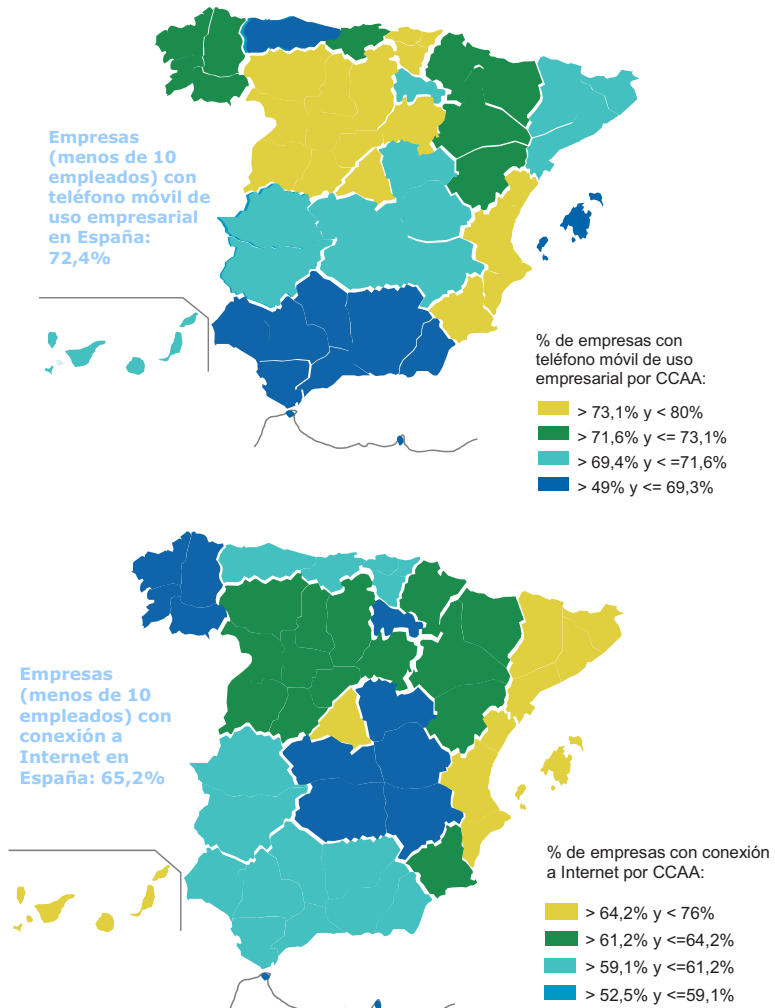 Empresas
(menos de 10
empleados) con
teléfono móvil de
uso empresarial
en España:
72,4%
% de empresas con
teléfono móvil de uso
empresarial por CCAA:
> 73,1% y < 80%
> 71,6% y <= 73,1%
> 69,4% y < =71,6%
> 49% y <= 69,3%
Empresas
(menos de 10
empleados) con
conexión a
Internet en
España: 65,2%
% de empresas con conexión
a Internet por CCAA:
> 64,2% y < 76%
> 61,2% y <=64,2%
> 59,1% y <=61,2%
> 52,5% y <=59,1%